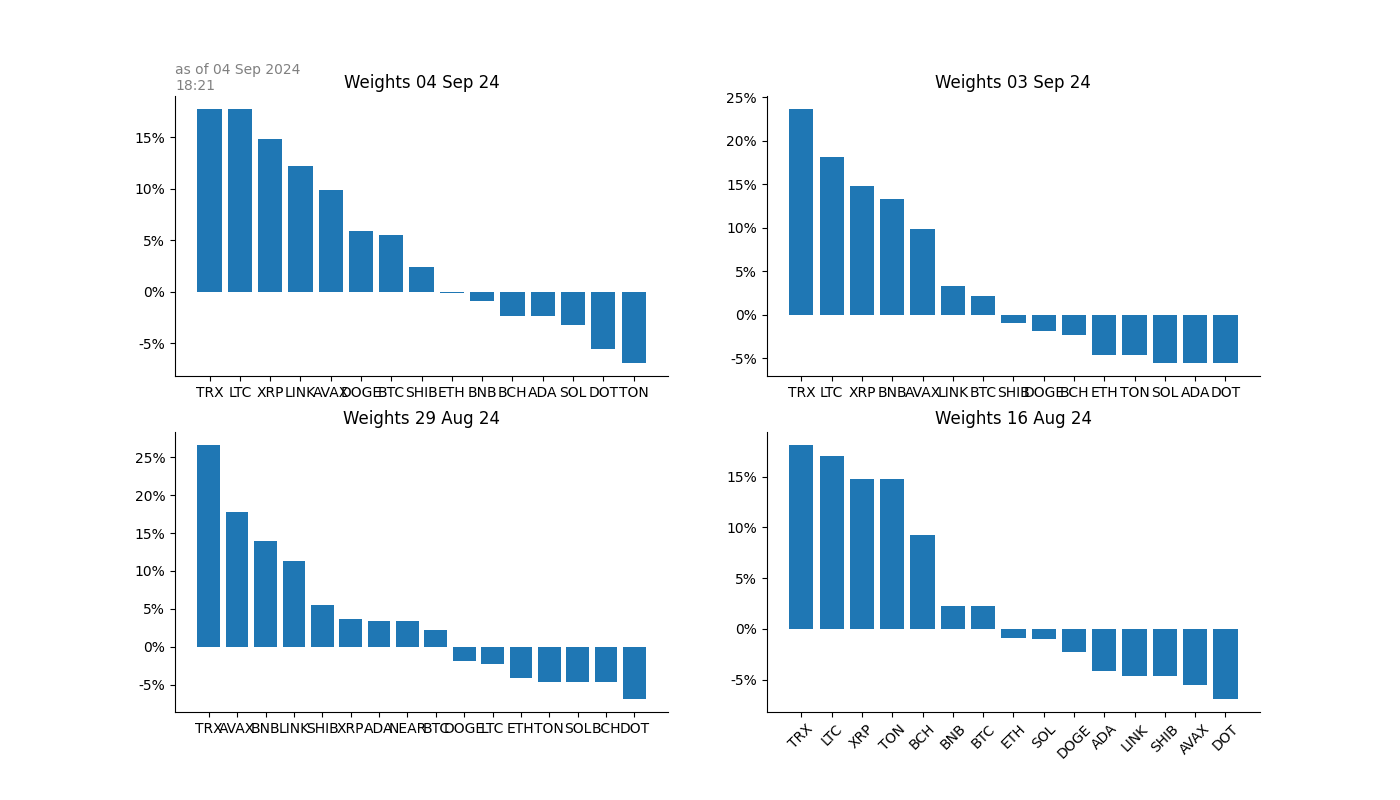 as of 04 Sep 2024
18:21
Weights 04 Sep 24
15%
10%
5%
0%
-5%
TRX LTC XRP LINK AVAX DOGE BTC SHIB ETH BNB BCH ADA SOL DOT TON
Weights 03 Sep 24
25%
20%
15%
10%
5%
0%
-5%
TRX LTC XRP BNB AVAX LINK BTC SHIB DOGE BCH ETH TON SOL ADA DOT
Weights 29 Aug 24
25%
20%
15%
10%
5%
0%
-5%
TRX AVAX BNB LINK SHIB XRP ADA NEAR BTC DOGE LTC ETH TON SOL BCH DOT
Weights 16 Aug 24
15%
10%
5%
0%
-5%
TRX LTC XRP TON BCH BNB BTC ETH SOL DOGE ADA LINK SHIB AVAX DOT